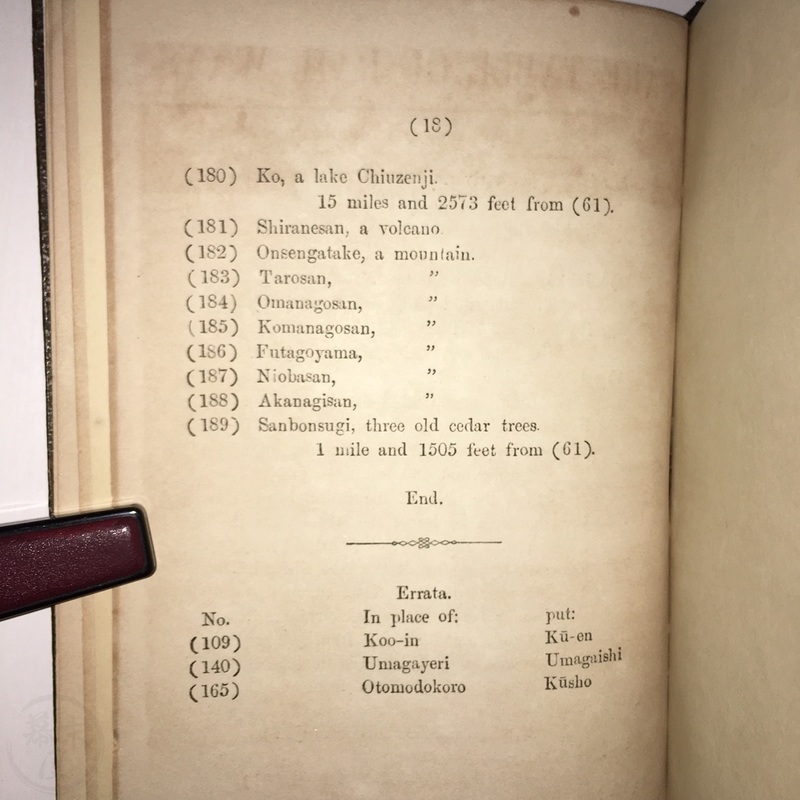 (18)
(180) Ko, a lake Chiuzenji.
15 miles and 2573 feet from (61).
(181) Shiranesan, a volcano.
(182) Onsengatake, a mountain.
(183) Tarosan, ”
(184) Omanagosan, ”
(185) Komanagosan, ”
(186) Futagoyama, ”
(187) Niobasan, ”
(188) Akanagisan, ”
(189) Sanbonsugi, three old cedar trees.
1 mile and 1505 feet from (61).
End.
Errata.
No. In place of: put:
(109) Koo-in Kū-en
(140) Umagayeri Umagaishi
(165) Otomodokoro Kūsho